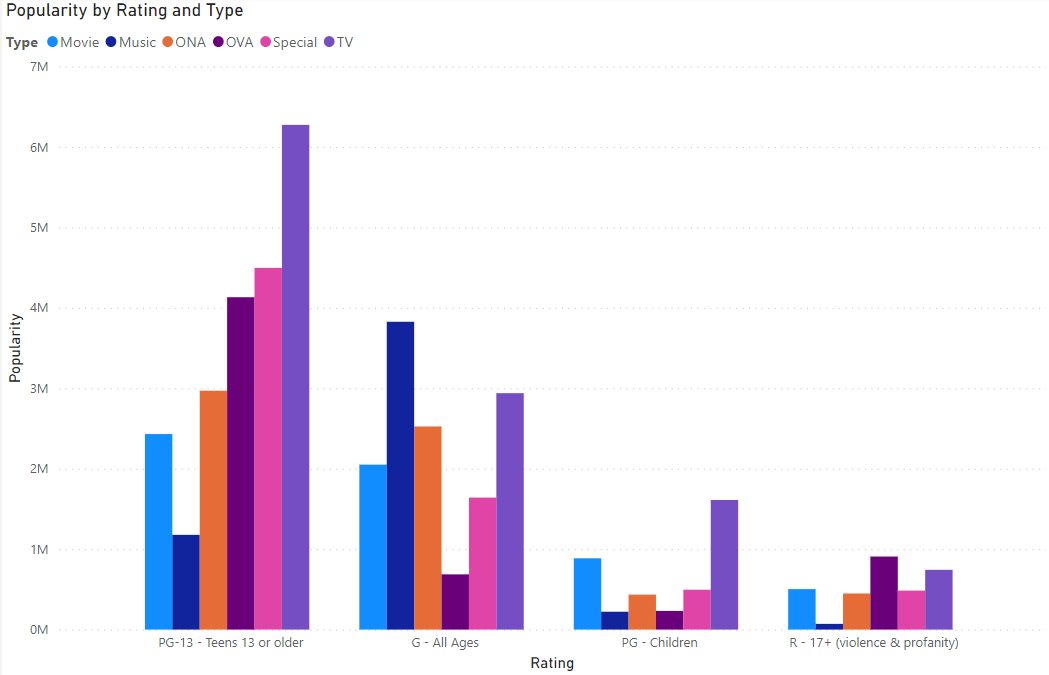 Popularity by Rating and Type
Type Movie Music ONA OVA Special TV
7M
6M
5M
4M
3M
2M
1M
0M
Popularity
PG-13 - Teens 13 or older G - All Ages PG - Children R - 17+ (violence & profanity)
Rating